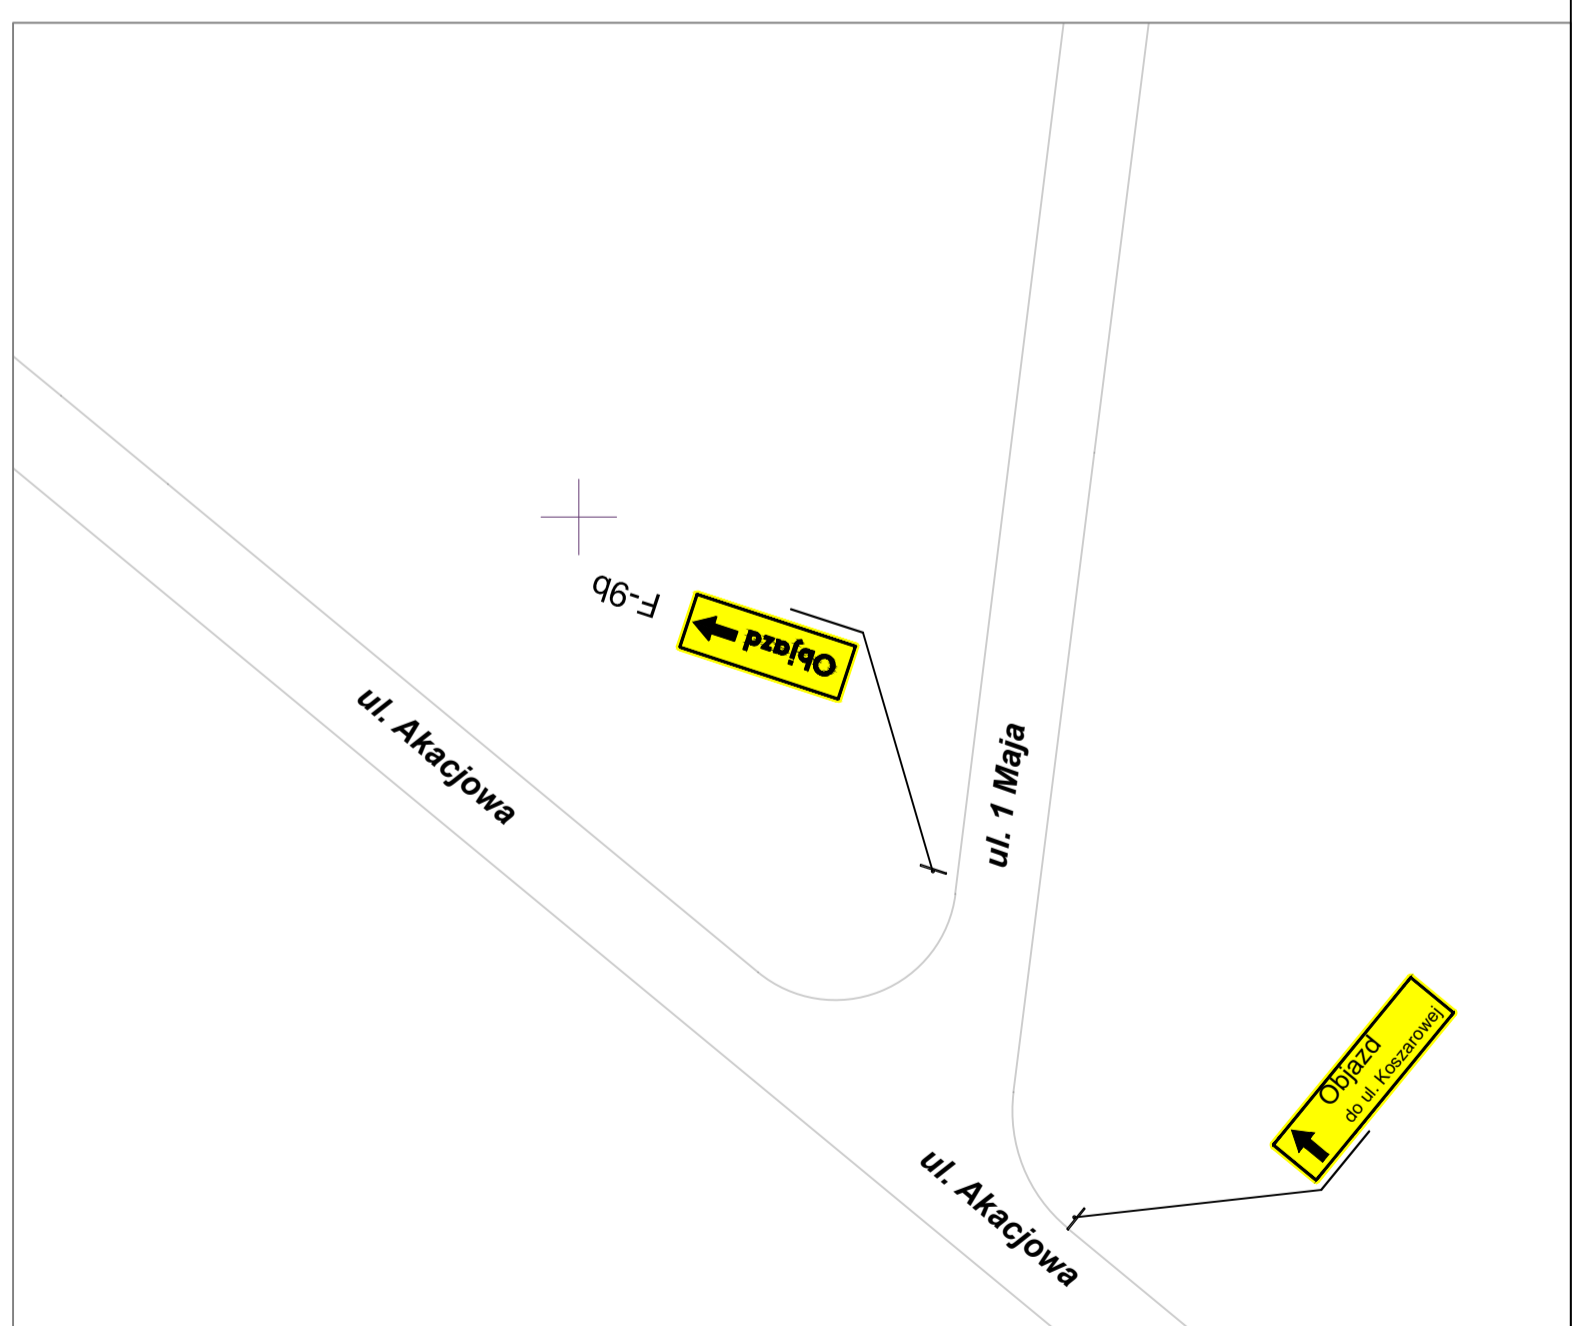 F-9b
Objazd
ul. Akacjowa
ul. 1 Maja
Objazd
do ul. Koszarowej
ul. Akacjowa